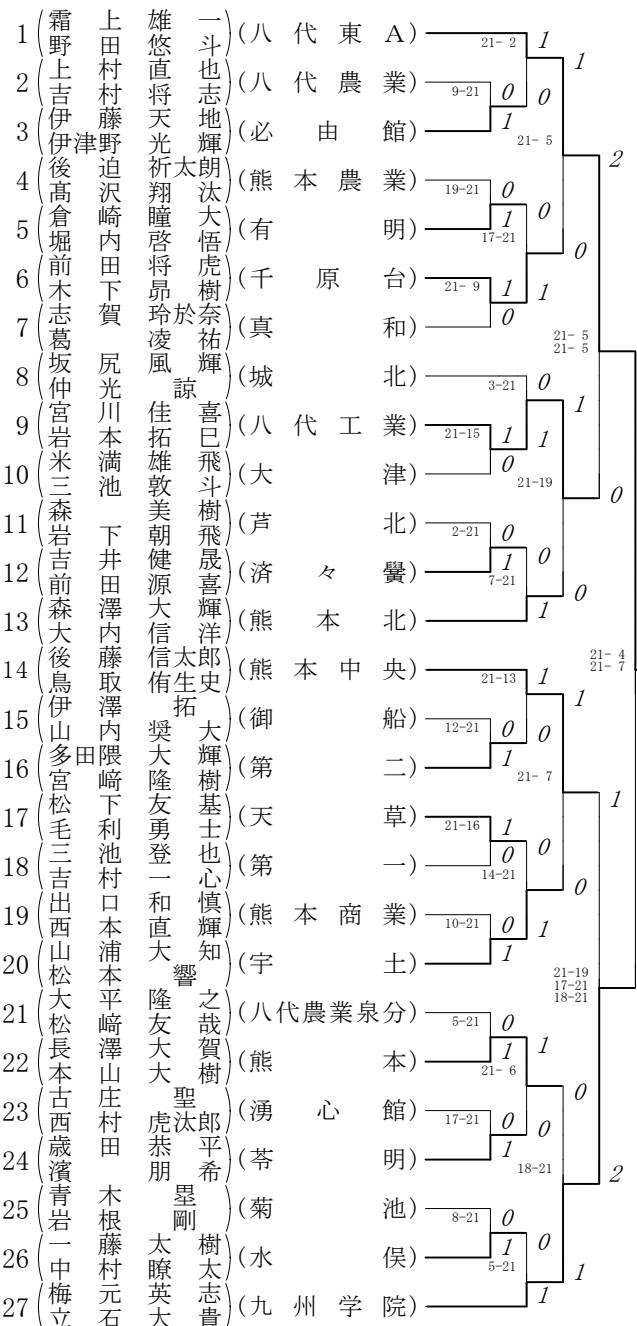 1 (霜上雄一 野田悠斗) (八代東A) 21- 2 1 1
2 (上村直也 吉村将志) (八代農業) 9-21 0 0
3 (伊藤天地 伊津野光輝) (必由館) 1 21- 5 2
4 (後迫祈太朗 髙沢翔汰) (熊本農業) 19-21 0 0
5 (倉崎瞳大 堀内啓悟) (有明) 1 17-21 0
6 (前田将虎 木下昴樹) (千原台) 21- 9 1 1
7 (志賀玲於奈 葛凌祐) (真和) 0 21- 5 21- 5
8 (坂尻風輝 仲光諒) (城北) 3-21 0 1
9 (宮川佳喜 岩本拓巳) (八代工業) 21-15 1 1
10 (米満雄飛 三池敦斗) (大津) 0 21-19 0
11 (森美樹 岩下朝飛) (芦北) 2-21 0 0
12 (吉井健晟 前田源喜) (済々黌) 1 7-21 0
13 (森澤大輝 大内信洋) (熊本北) 1 21- 4 21- 7
14 (後藤信太郎 鳥取侑生史) (熊本中央) 21-13 1 1
15 (伊澤拓 山内奨大) (御船) 12-21 0 0
16 (多田隈大輝 宮﨑隆樹) (第二) 1 21- 7 1
17 (松下友基 毛利勇士) (天草) 21-16 1 0
18 (三池登也 吉村一心) (第一) 0 14-21 0
19 (出口和慎 西本直輝) (熊本商業) 10-21 0 1
20 (山浦大知 松本響) (宇土) 1 21-19 17-21 18-21
21 (大平隆之 松﨑友哉) (八代農業泉分) 5-21 0 1
22 (長澤大賀 本山大樹) (熊本) 1 21- 6 0
23 (古庄聖 西村虎汰郎) (湧心館) 17-21 0 0
24 (歳田恭平 濱朋希) (苓明) 1 18-21 2
25 (青木塁 岩根剛) (菊池) 8-21 0 0
26 (一藤太樹 中村瞭太) (水俣) 1 5-21 1
27 (梅元英志 立石大貴) (九州学院) 1